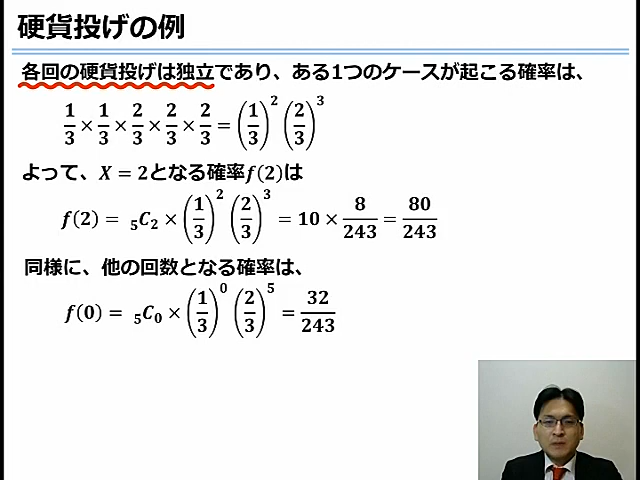 硬貨投げの例
各回の硬貨投げは独立であり、ある1つのケースが起こる確率は、
1/3 × 1/3 × 2/3 × 2/3 × 2/3 = (1/3)^2 (2/3)^3
よって、X = 2となる確率f(2)は
f(2) = ₅C₂ × (1/3)^2 (2/3)^3 = 10 × 8/243 = 80/243
同様に、他の回数となる確率は、
f(0) = ₅C₀ × (1/3)^0 (2/3)^5 = 32/243